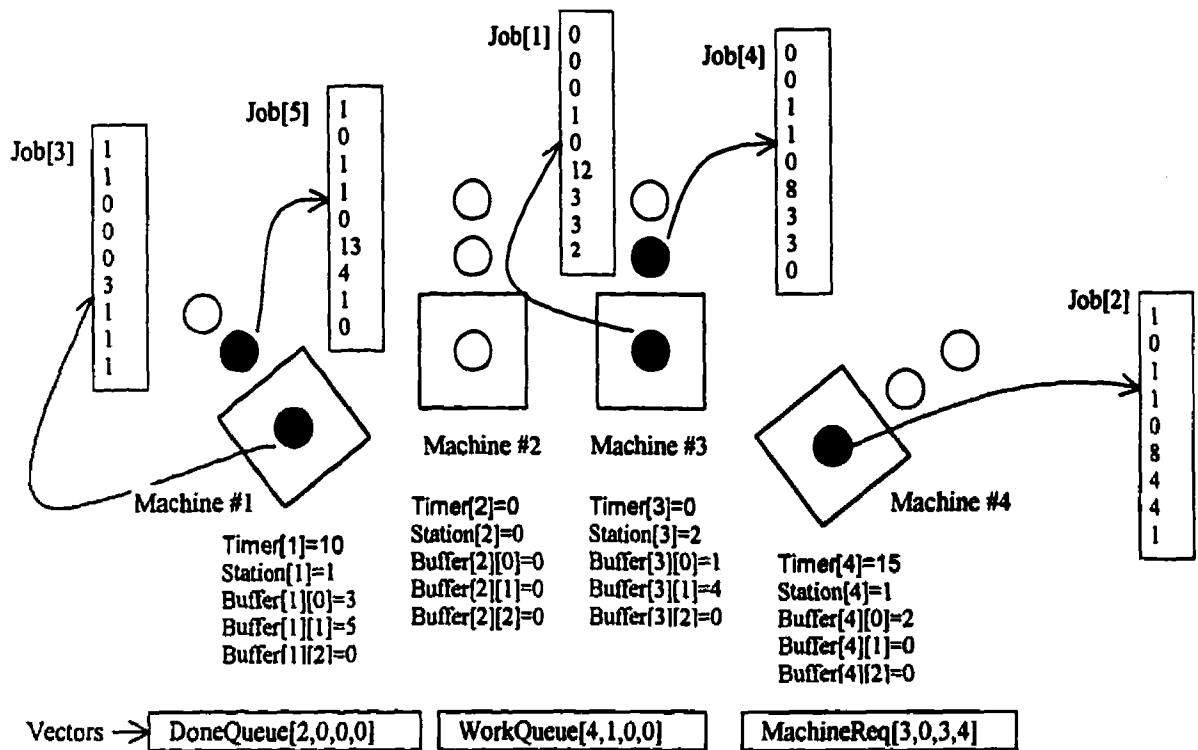 Job[3]
1
1
0
0
0
3
1
1
1
Job[5]
1
0
1
1
0
13
4
1
0
Job[1]
0
0
0
1
0
12
3
3
2
Job[4]
0
0
1
1
0
8
3
3
0
Job[2]
1
0
1
1
0
8
4
4
1
Machine #1
Timer[1]=10
Station[1]=1
Buffer[1][0]=3
Buffer[1][1]=5
Buffer[1][2]=0
Machine #2
Timer[2]=0
Station[2]=0
Buffer[2][0]=0
Buffer[2][1]=0
Buffer[2][2]=0
Machine #3
Timer[3]=0
Station[3]=2
Buffer[3][0]=1
Buffer[3][1]=4
Buffer[3][2]=0
Machine #4
Timer[4]=15
Station[4]=1
Buffer[4][0]=2
Buffer[4][1]=0
Buffer[4][2]=0
Vectors DoneQueue[2,0,0,0] WorkQueue[4,1,0,0] MachineReq[3,0,3,4]